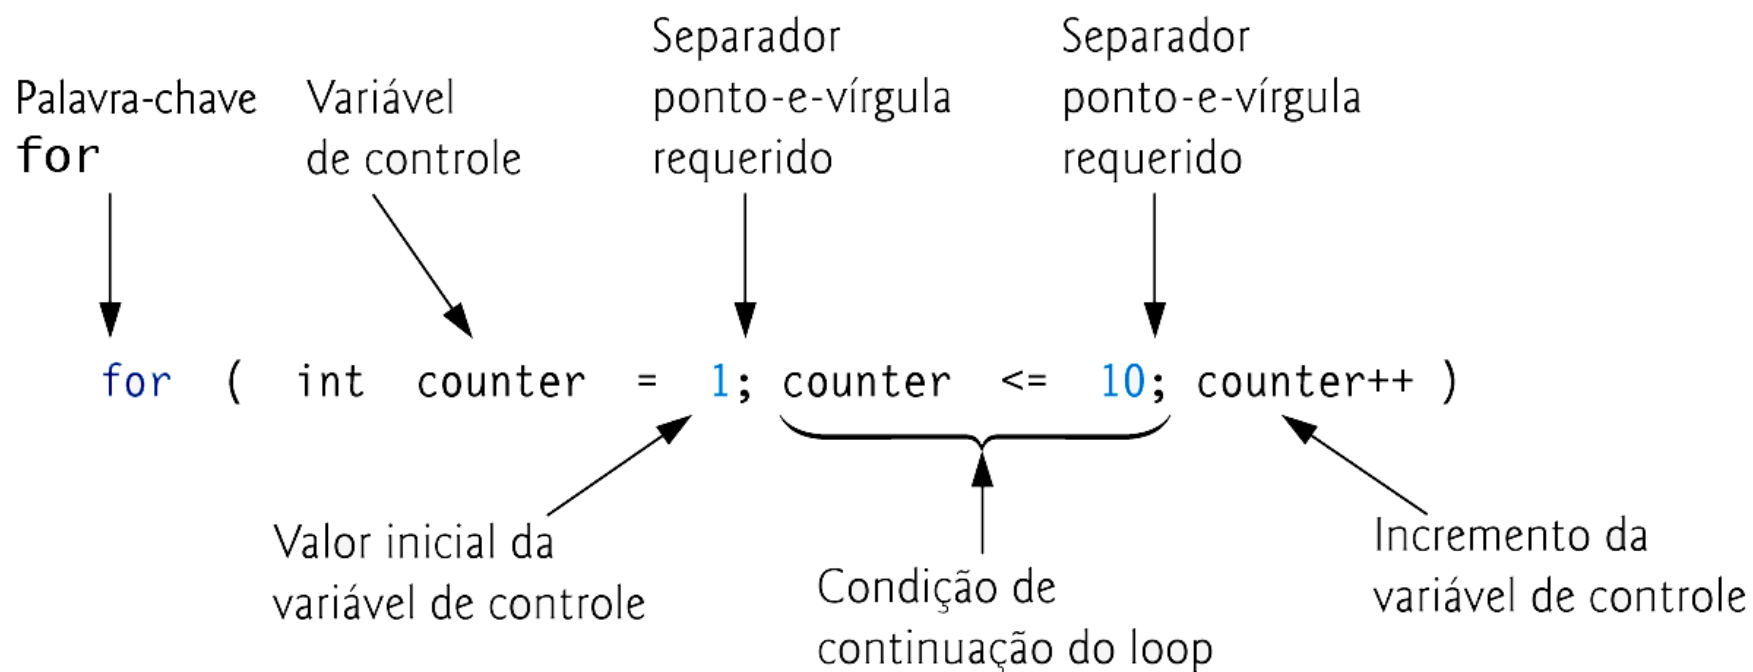 Palavra-chave
for
Variável
de controle
Separador
ponto-e-vírgula
requerido
Separador
ponto-e-vírgula
requerido
for ( int counter = 1; counter <= 10; counter++ )
Valor inicial da
variável de controle
Condição de
continuação do loop
Incremento da
variável de controle